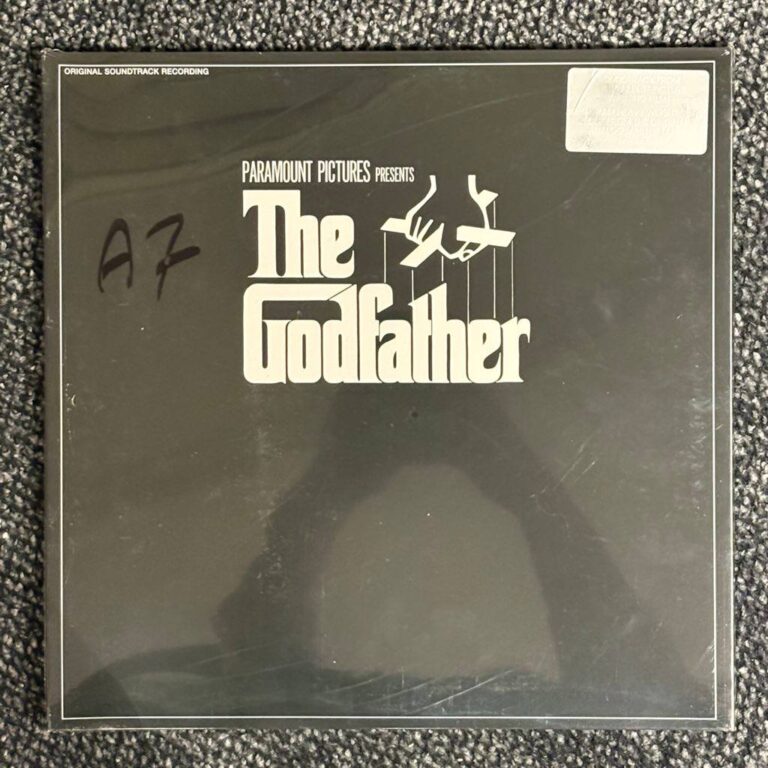 ORIGINAL SOUNDTRACK RECORDING
PARAMOUNT PICTURES PRESENTS
A7
The
Godfather